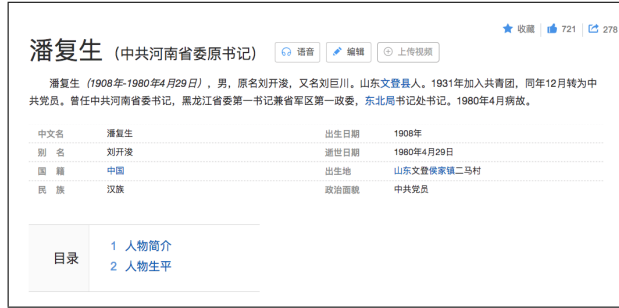 收藏 721 278
潘复生（中共河南省委原书记） 语音 编辑 上传视频
潘复生（1908年-1980年4月29日），男，原名刘开浚，又名刘巨川。山东文登县人。1931年加入共青团，同年12月转为中
共党员。曾任中共河南省委书记，黑龙江省委第一书记兼省军区第一政委，东北局书记处书记。1980年4月病故。
中文名 潘复生 出生日期 1908年
别 名 刘开浚 逝世日期 1980年4月29日
国 籍 中国 出生地 山东文登侯家镇二马村
民 族 汉族 政治面貌 中共党员
目录
1 人物简介
2 人物生平